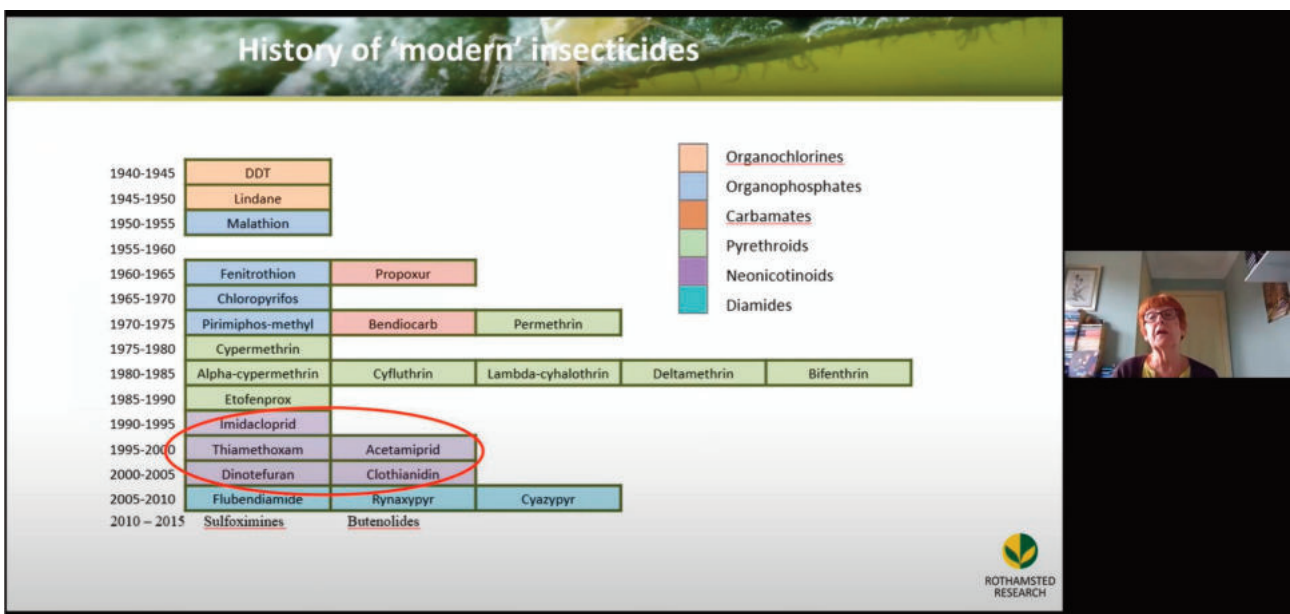 History of 'modern' insecticides
1940-1945 DDT
1945-1950 Lindane
1950-1955 Malathion
1955-1960
1960-1965 Fenitrothion Propoxur
1965-1970 Chloropyrifos
1970-1975 Pirimiphos-methyl Bendiocarb Permethrin
1975-1980 Cypermethrin
1980-1985 Alpha-cypermethrin Cyfluthrin Lambda-cyhalothrin Deltamethrin Bifenthrin
1985-1990 Etofenprox
1990-1995 Imidacloprid
1995-2000 Thiamethoxam Acetamiprid
2000-2005 Dinotefuran Clothianidin
2005-2010 Flubendiamide Rynaxypyr Cyazypyr
2010 – 2015 Sulfoximines Butenolides
Organochlorines
Organophosphates
Carbamates
Pyrethroids
Neonicotinoids
Diamides
ROTHAMSTED
RESEARCH